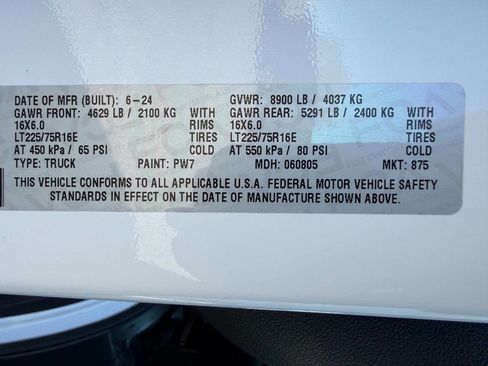 DATE OF MFR (BUILT): 6-24 GVWR: 8900 LB / 4037 KG
GAWR FRONT: 4629 LB / 2100 KG WITH GAWR REAR: 5291 LB / 2400 KG WITH
16X6.0 RIMS 16X6.0 RIMS
LT225/75R16E TIRES LT225/75R16E TIRES
AT 450 kPa / 65 PSI COLD AT 550 kPa / 80 PSI COLD
TYPE: TRUCK PAINT: PW7 MDH: 060805 MKT: 875
THIS VEHICLE CONFORMS TO ALL APPLICABLE U.S.A. FEDERAL MOTOR VEHICLE SAFETY
STANDARDS IN EFFECT ON THE DATE OF MANUFACTURE SHOWN ABOVE.